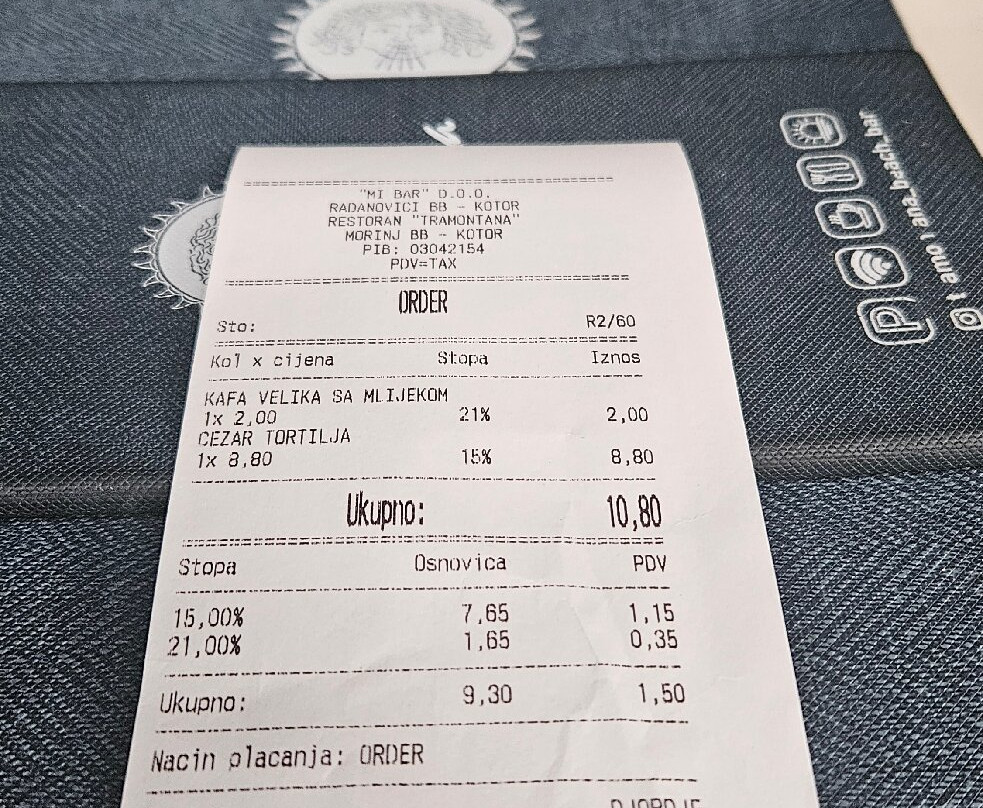 "MI BAR" D.O.O.
RADANOVICI BB - KOTOR
RESTORAN "TRAMONTANA"
MORINJ BB - KOTOR
PIB: 03042154
PDV=TAX
ORDER
Sto: R2/60
Kol x cijena Stopa Iznos
KAFA VELIKA SA MLIJEKOM
1x 2,00 21% 2,00
CEZAR TORTILJA
1x 8,80 15% 8,80
Ukupno: 10,80
Stopa Osnovica PDV
15,00% 7,65 1,15
21,00% 1,65 0,35
Ukupno: 9,30 1,50
Nacin placanja: ORDER
DJORDJE
P